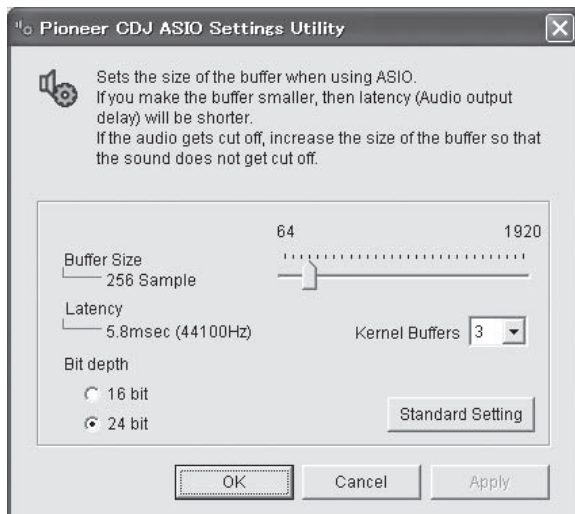 Pioneer CDJ ASIO Settings Utility
Sets the size of the buffer when using ASIO.
If you make the buffer smaller, then latency (Audio output
delay) will be shorter.
If the audio gets cut off, increase the size of the buffer so that
the sound does not get cut off.
64 1920
Buffer Size
256 Sample
Latency
5.8msec (44100Hz)
Kernel Buffers 3
Bit depth
16 bit
24 bit
Standard Setting
OK Cancel Apply